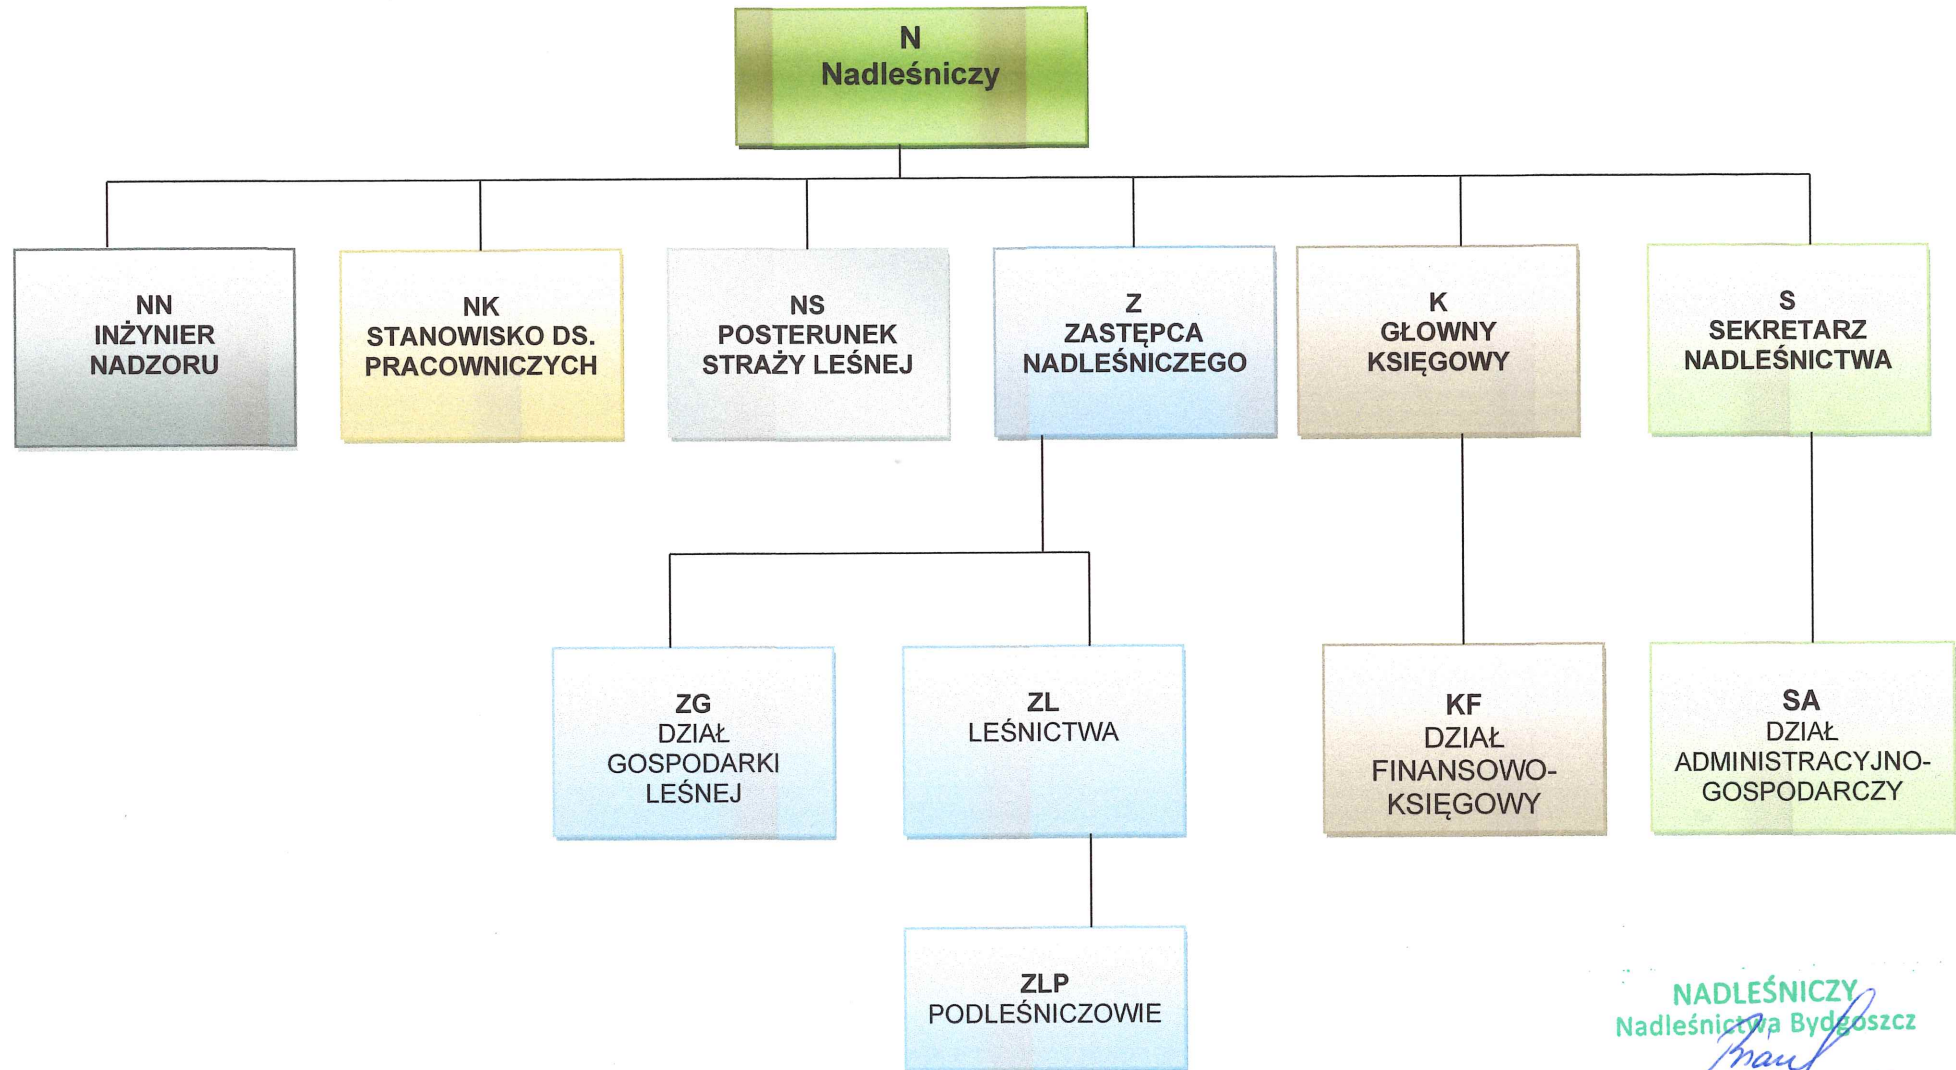 N
Nadleśniczy
NN
INŻYNIER
NADZORU
NK
STANOWISKO DS.
PRACOWNICZYCH
NS
POSTERUNEK
STRAŻY LEŚNEJ
Z
ZASTĘPCA
NADLEŚNICZEGO
K
GŁOWNY
KSIĘGOWY
S
SEKRETARZ
NADLEŚNICTWA
ZG
DZIAŁ
GOSPODARKI
LEŚNEJ
ZL
LEŚNICTWA
KF
DZIAŁ
FINANSOWO-
KSIĘGOWY
SA
DZIAŁ
ADMINISTRACYJNO-
GOSPODARCZY
ZLP
PODLEŚNICZOWIE
NADLEŚNICZY
Nadleśnictwa Bydgoszcz